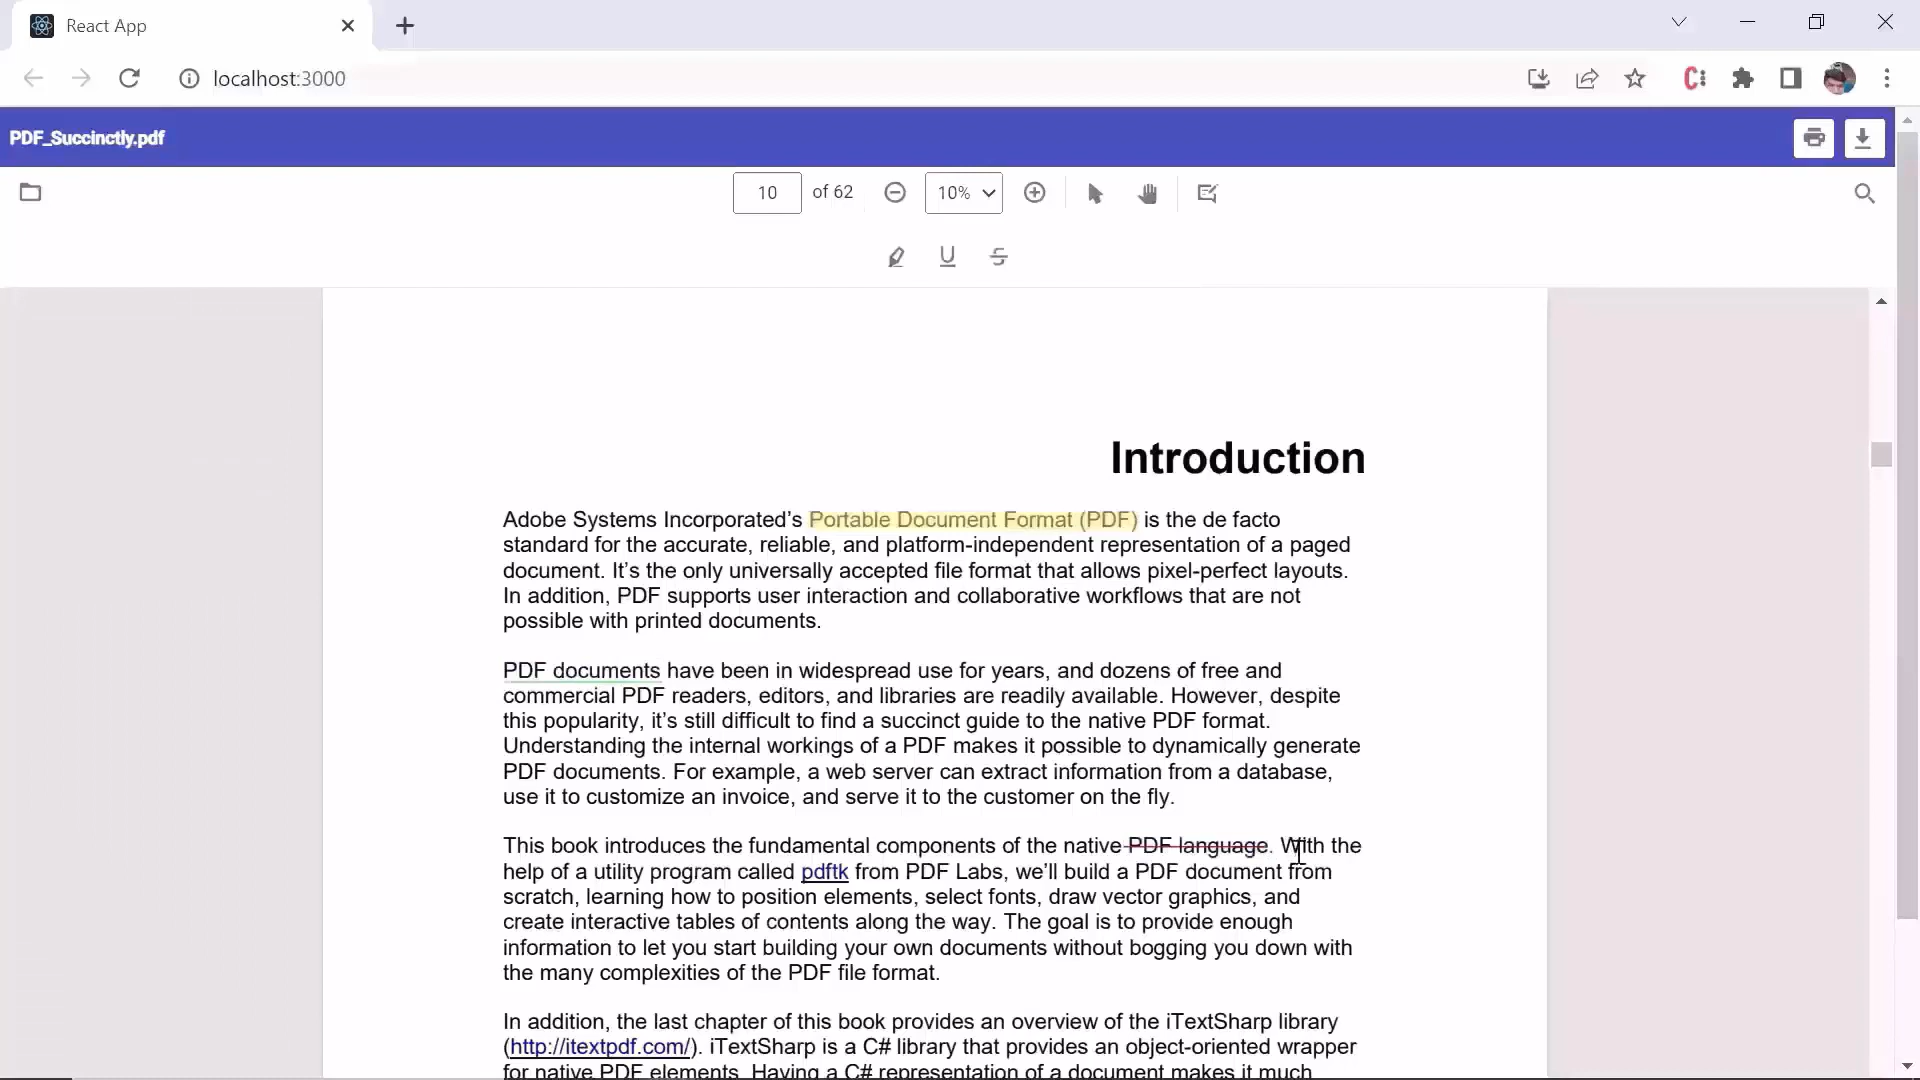 React App
localhost:3000
PDF_Succinctly.pdf
10 of 62 10%
Introduction
Adobe Systems Incorporated’s Portable Document Format (PDF) is the de facto
standard for the accurate, reliable, and platform-independent representation of a paged
document. It’s the only universally accepted file format that allows pixel-perfect layouts.
In addition, PDF supports user interaction and collaborative workflows that are not
possible with printed documents.
PDF documents have been in widespread use for years, and dozens of free and
commercial PDF readers, editors, and libraries are readily available. However, despite
this popularity, it’s still difficult to find a succinct guide to the native PDF format.
Understanding the internal workings of a PDF makes it possible to dynamically generate
PDF documents. For example, a web server can extract information from a database,
use it to customize an invoice, and serve it to the customer on the fly.
This book introduces the fundamental components of the native PDF language. With the
help of a utility program called pdftk from PDF Labs, we’ll build a PDF document from
scratch, learning how to position elements, select fonts, draw vector graphics, and
create interactive tables of contents along the way. The goal is to provide enough
information to let you start building your own documents without bogging you down with
the many complexities of the PDF file format.
In addition, the last chapter of this book provides an overview of the iTextSharp library
(http://itextpdf.com/). iTextSharp is a C# library that provides an object-oriented wrapper
for native PDF elements. Having a C# representation of a document makes it much